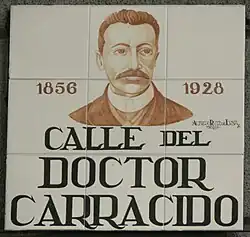 1856 1928
CALLE DEL
DOCTOR
CARRACIDO